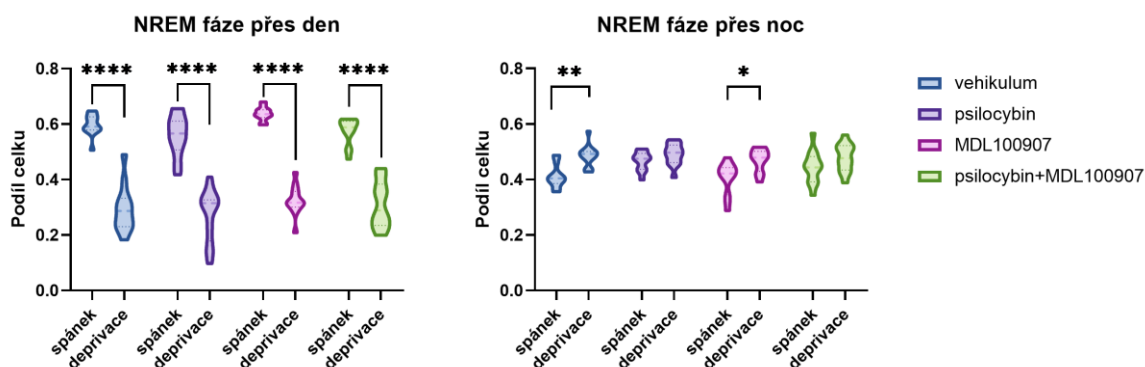 NREM fáze přes den
Podíl celku
0.8
0.6
0.4
0.2
0.0
**** **** **** ****
spánek
deprivace
spánek
deprivace
spánek
deprivace
spánek
deprivace
NREM fáze přes noc
Podíl celku
0.8
0.6
0.4
0.2
0.0
** *
spánek
deprivace
spánek
deprivace
spánek
deprivace
spánek
deprivace
vehikulum
psilocybin
MDL100907
psilocybin+MDL100907